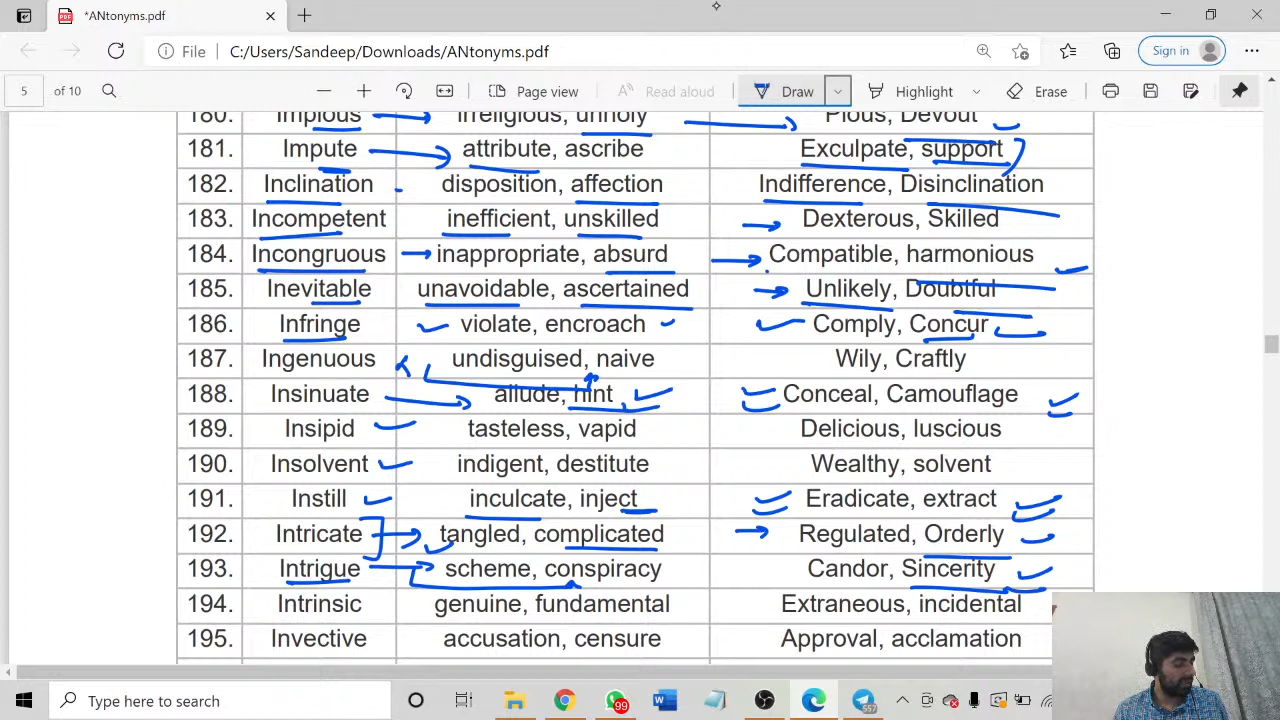 *ANtonyms.pdf
File C:/Users/Sandeep/Downloads/ANtonyms.pdf Sign in
5 of 10 Page view Read aloud Draw Highlight Erase
180. Impious irreligious, unholy Pious, Devout
181. Impute attribute, ascribe Exculpate, support
182. Inclination disposition, affection Indifference, Disinclination
183. Incompetent inefficient, unskilled Dexterous, Skilled
184. Incongruous inappropriate, absurd Compatible, harmonious
185. Inevitable unavoidable, ascertained Unlikely, Doubtful
186. Infringe violate, encroach Comply, Concur
187. Ingenuous undisguised, naive Wily, Craftly
188. Insinuate allude, hint Conceal, Camouflage
189. Insipid tasteless, vapid Delicious, luscious
190. Insolvent indigent, destitute Wealthy, solvent
191. Instill inculcate, inject Eradicate, extract
192. Intricate tangled, complicated Regulated, Orderly
193. Intrigue scheme, conspiracy Candor, Sincerity
194. Intrinsic genuine, fundamental Extraneous, incidental
195. Invective accusation, censure Approval, acclamation
Type here to search 99 557